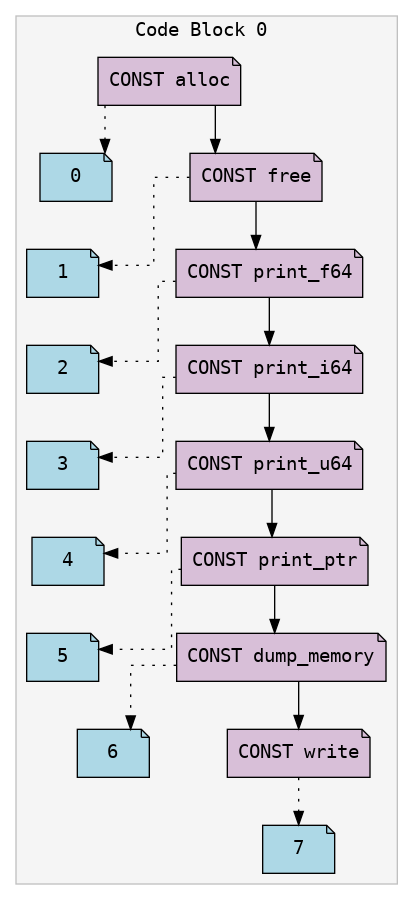 Code Block 0
CONST alloc
0
CONST free
1
CONST print_f64
2
CONST print_i64
3
CONST print_u64
4
CONST print_ptr
5
CONST dump_memory
6
CONST write
7